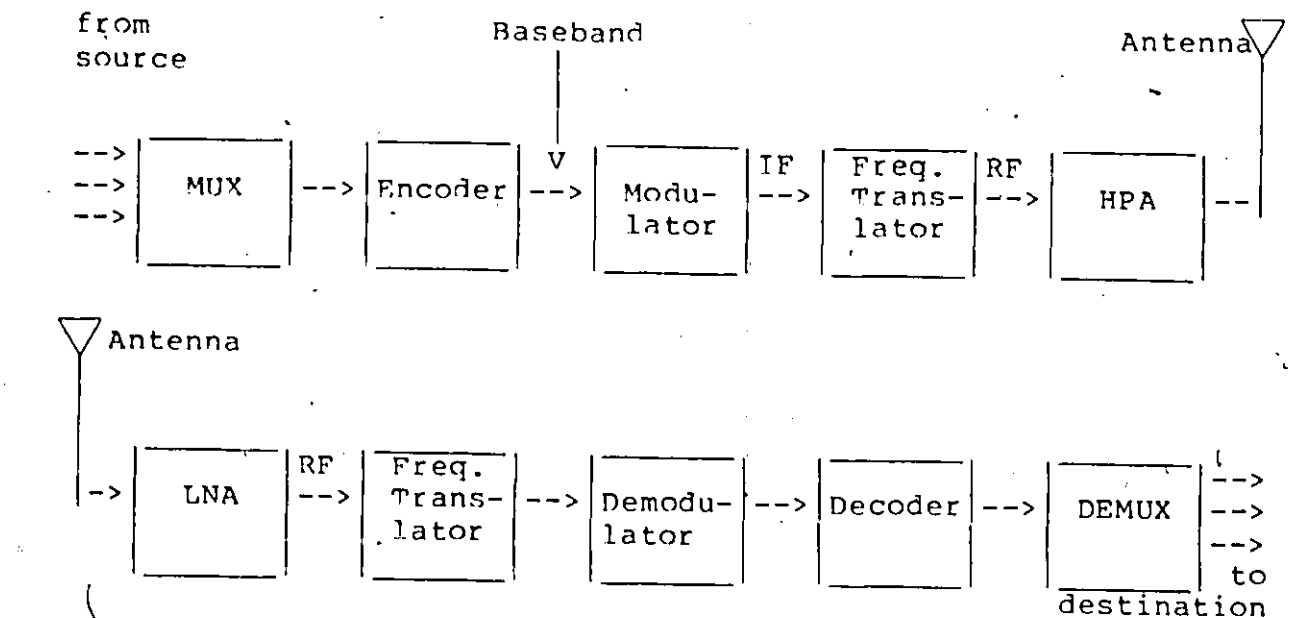 from
source
Baseband
Antenna
-->
-->
-->
MUX
-->
Encoder
V
-->
Modu-
lator
IF
-->
Freq.
Trans-
lator
RF
-->
HPA
--
Antenna
->
LNA
RF
-->
Freq.
Trans-
lator
-->
Demodu-
lator
-->
Decoder
-->
DEMUX
-->
-->
-->
to
destination